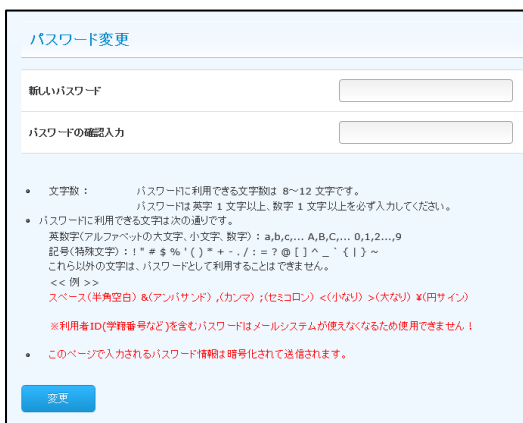 パスワード変更
新しいパスワード
パスワードの確認入力
• 文字数： パスワードに利用できる文字数は 8～12 文字です。
パスワードは英字 1 文字以上、数字 1 文字以上を必ず入力してください。
• パスワードに利用できる文字は次の通りです。
英数字(アルファベットの大文字、小文字、数字)：a,b,c,... A,B,C,... 0,1,2...,9
記号(特殊文字)：! " # $ % ' ( ) * + - . / : = ? @ [ ] ^ _ ` { | } ~
これら以外の文字は、パスワードとして利用することはできません。
<< 例 >>
スペース(半角空白) &(アンパサンド) ,(カンマ) ;(セミコロン) <(小なり) >(大なり) ¥(円サイン)
※利用者ID(学籍番号など)を含むパスワードはメールシステムが使えなくなるため使用できません！
• このページで入力されるパスワード情報は暗号化されて送信されます。
変更